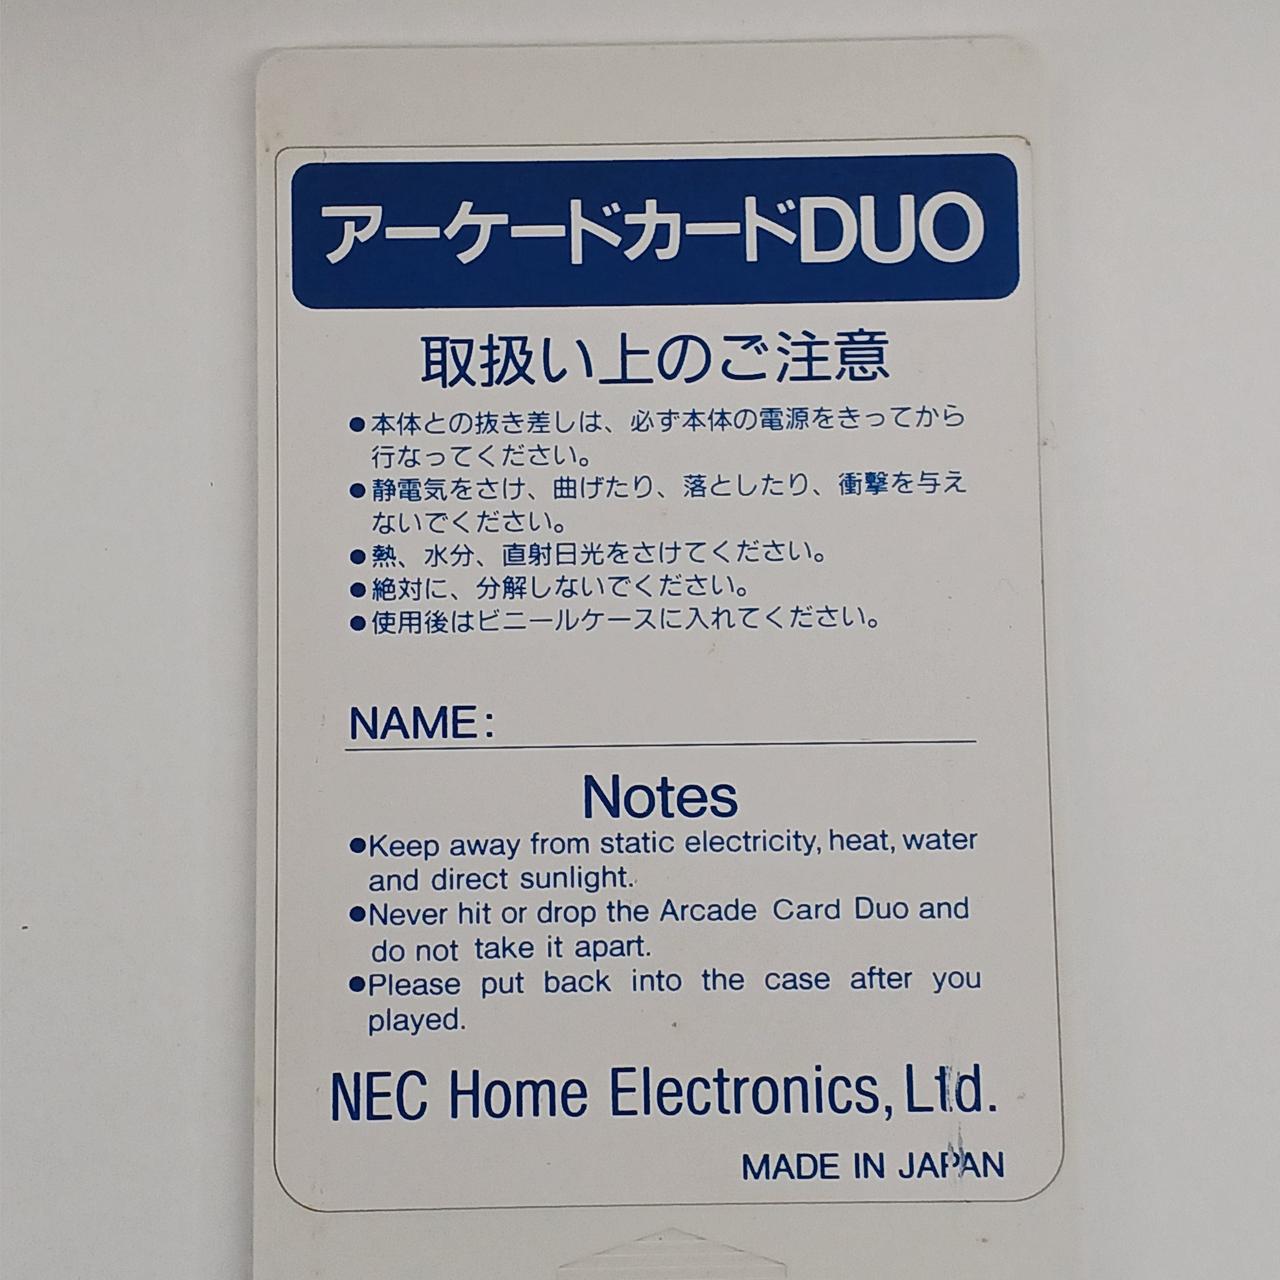 アーケードカードDUO
取扱い上のご注意
●本体との抜き差しは、必ず本体の電源をきってから
行なってください。
●静電気をさけ、曲げたり、落としたり、衝撃を与え
ないでください。
●熱、水分、直射日光をさけてください。
●絶対に、分解しないでください。
●使用後はビニールケースに入れてください。
NAME:
Notes
●Keep away from static electricity, heat, water
and direct sunlight.
●Never hit or drop the Arcade Card Duo and
do not take it apart.
●Please put back into the case after you
played.
NEC Home Electronics, Ltd.
MADE IN JAPAN